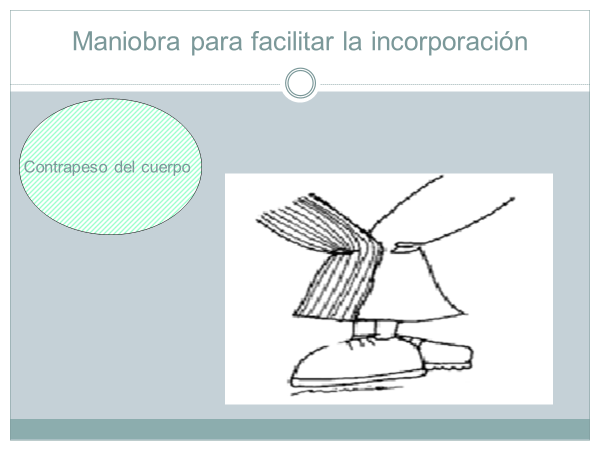 Maniobra para facilitar la incorporación
Contrapeso del cuerpo